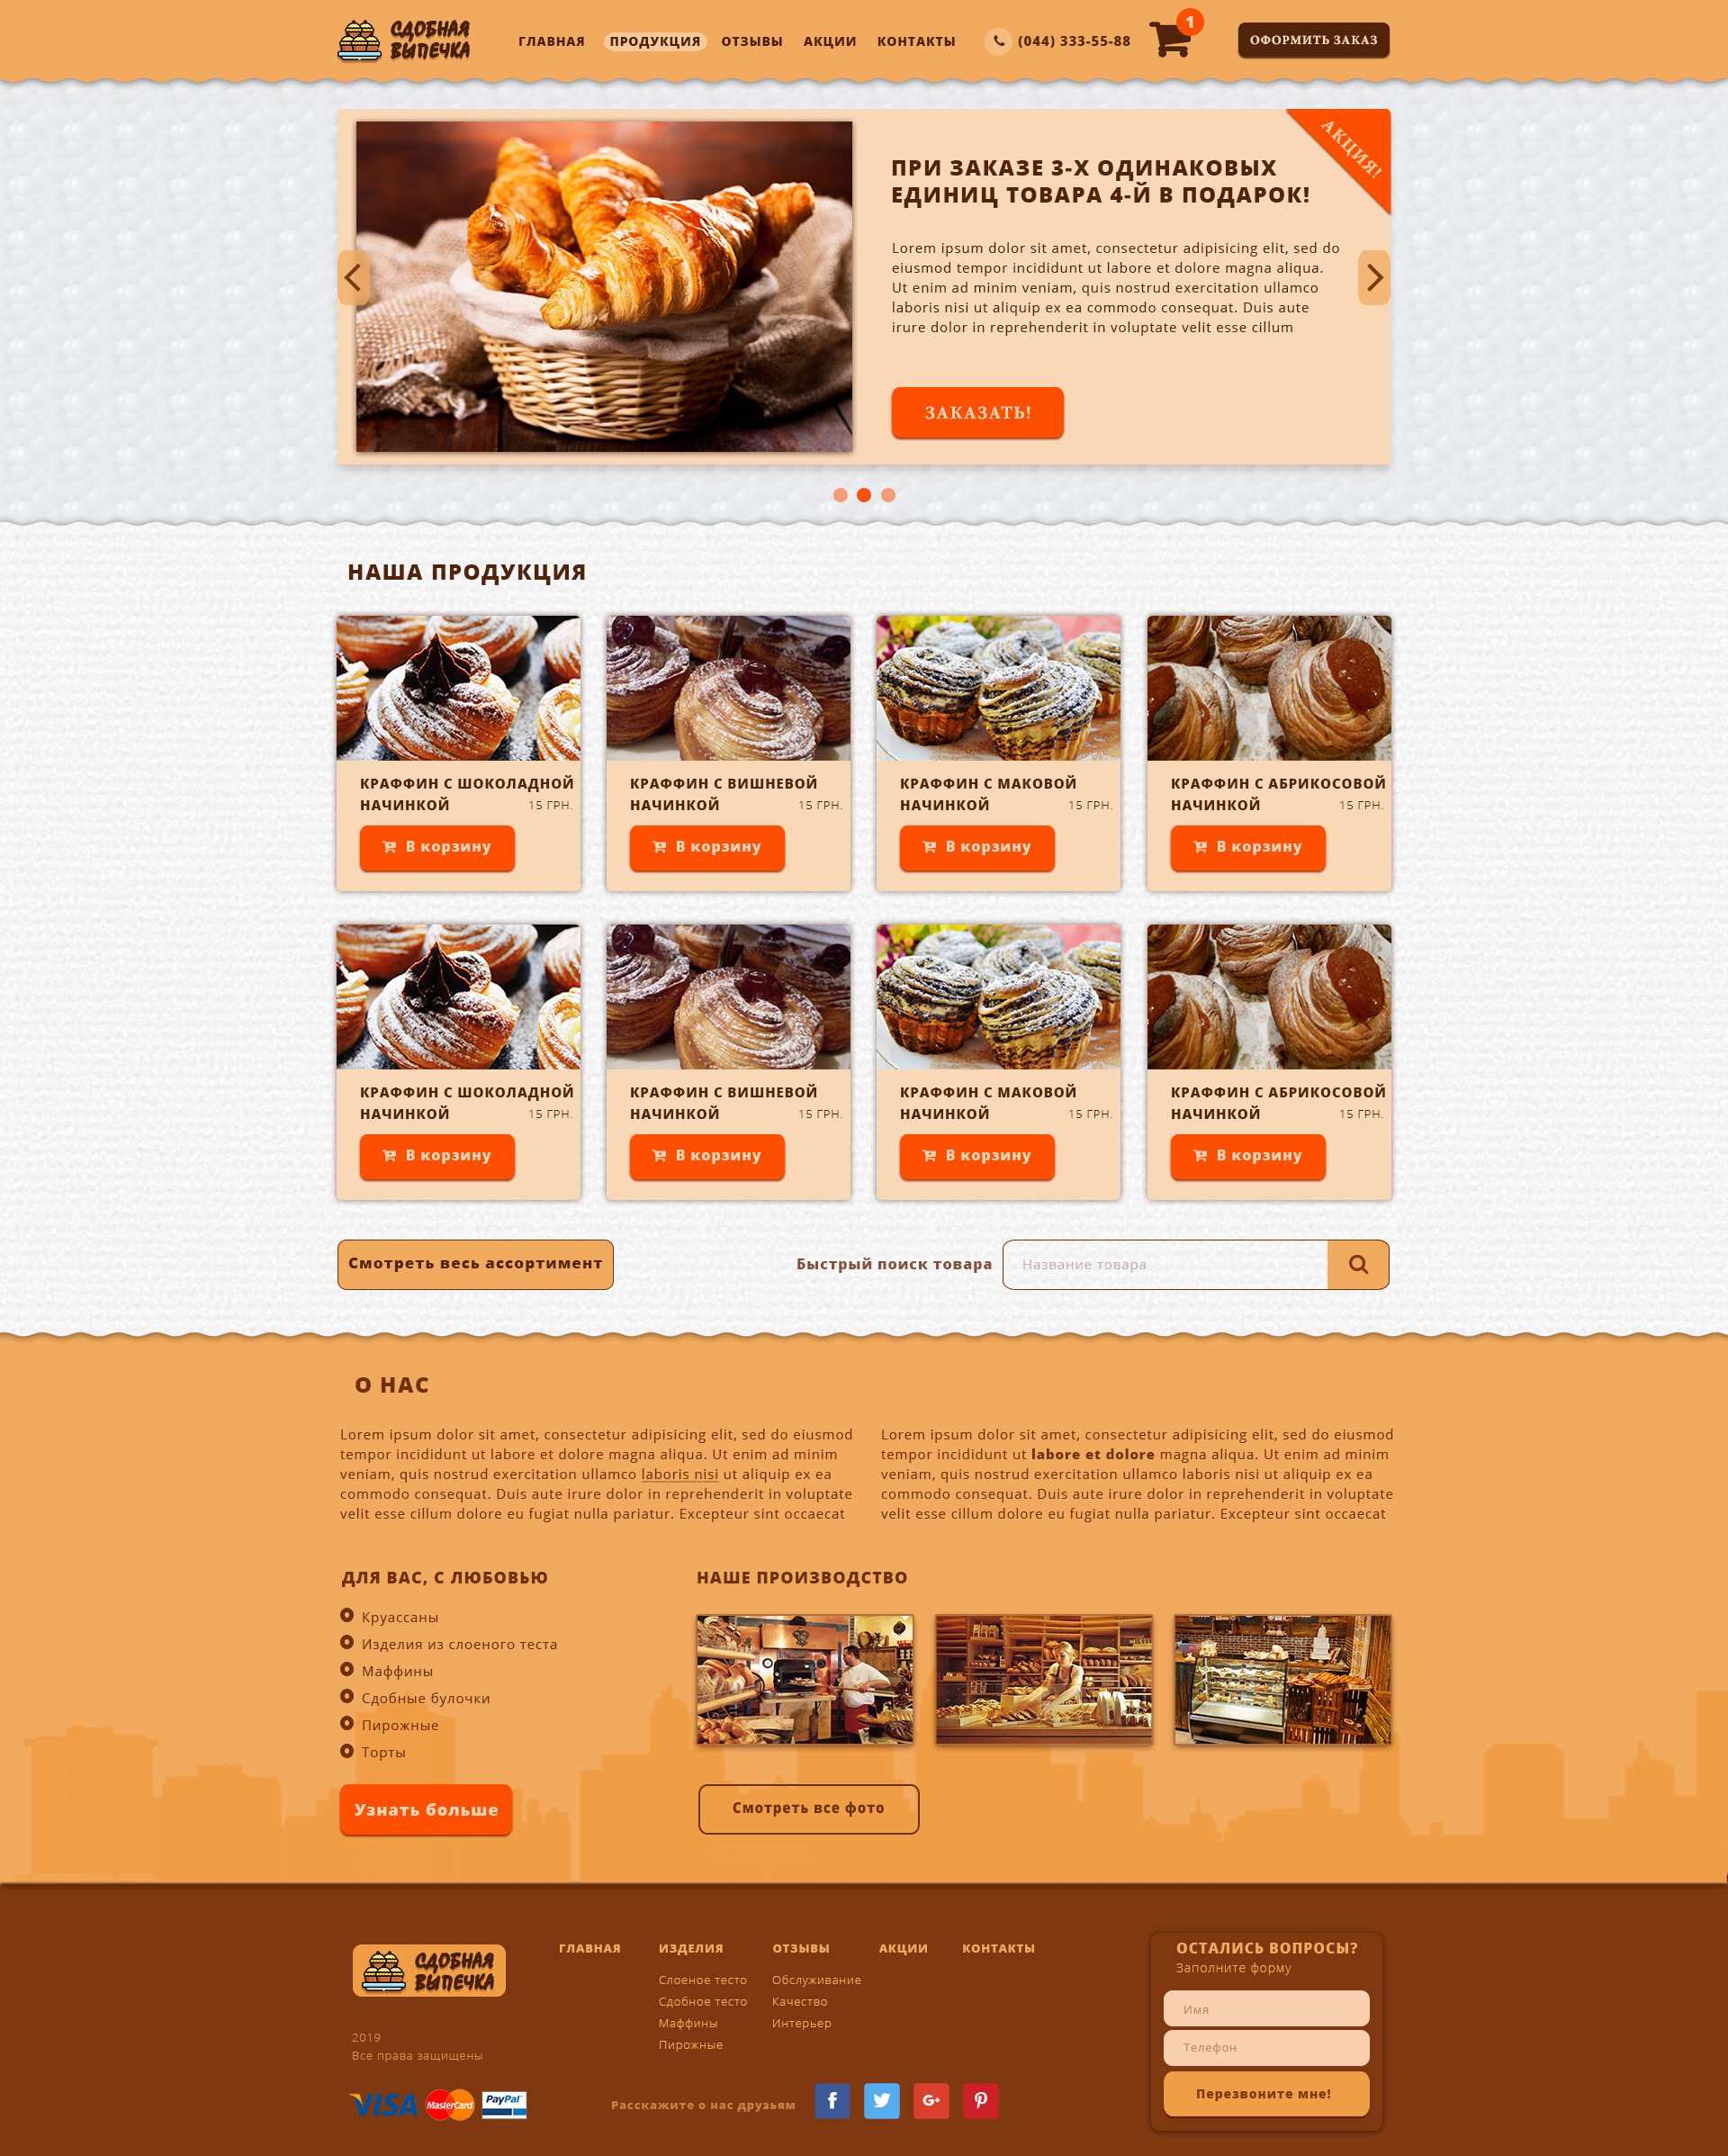 СДОБНАЯ
ВЫПЕЧКА
ГЛАВНАЯ ПРОДУКЦИЯ ОТЗЫВЫ АКЦИИ КОНТАКТЫ (044) 333-55-88 1 ОФОРМИТЬ ЗАКАЗ
АКЦИЯ!
ПРИ ЗАКАЗЕ 3-Х ОДИНАКОВЫХ
ЕДИНИЦ ТОВАРА 4-Й В ПОДАРОК!
Lorem ipsum dolor sit amet, consectetur adipisicing elit, sed do
eiusmod tempor incididunt ut labore et dolore magna aliqua.
Ut enim ad minim veniam, quis nostrud exercitation ullamco
laboris nisi ut aliquip ex ea commodo consequat. Duis aute
irure dolor in reprehenderit in voluptate velit esse cillum
ЗАКАЗАТЬ!
НАША ПРОДУКЦИЯ
КРАФФИН С ШОКОЛАДНОЙ
НАЧИНКОЙ 15 ГРН.
В корзину
КРАФФИН С ВИШНЕВОЙ
НАЧИНКОЙ 15 ГРН.
В корзину
КРАФФИН С МАКОВОЙ
НАЧИНКОЙ 15 ГРН.
В корзину
КРАФФИН С АБРИКОСОВОЙ
НАЧИНКОЙ 15 ГРН.
В корзину
КРАФФИН С ШОКОЛАДНОЙ
НАЧИНКОЙ 15 ГРН.
В корзину
КРАФФИН С ВИШНЕВОЙ
НАЧИНКОЙ 15 ГРН.
В корзину
КРАФФИН С МАКОВОЙ
НАЧИНКОЙ 15 ГРН.
В корзину
КРАФФИН С АБРИКОСОВОЙ
НАЧИНКОЙ 15 ГРН.
В корзину
Смотреть весь ассортимент Быстрый поиск товара Название товара
О НАС
Lorem ipsum dolor sit amet, consectetur adipisicing elit, sed do eiusmod
tempor incididunt ut labore et dolore magna aliqua. Ut enim ad minim
veniam, quis nostrud exercitation ullamco laboris nisi ut aliquip ex ea
commodo consequat. Duis aute irure dolor in reprehenderit in voluptate
velit esse cillum dolore eu fugiat nulla pariatur. Excepteur sint occaecat
Lorem ipsum dolor sit amet, consectetur adipisicing elit, sed do eiusmod
tempor incididunt ut labore et dolore magna aliqua. Ut enim ad minim
veniam, quis nostrud exercitation ullamco laboris nisi ut aliquip ex ea
commodo consequat. Duis aute irure dolor in reprehenderit in voluptate
velit esse cillum dolore eu fugiat nulla pariatur. Excepteur sint occaecat
ДЛЯ ВАС, С ЛЮБОВЬЮ
Круассаны
Изделия из слоеного теста
Маффины
Сдобные булочки
Пирожные
Торты
Узнать больше
НАШЕ ПРОИЗВОДСТВО
Смотреть все фото
СДОБНАЯ
ВЫПЕЧКА
2019
Все права защищены
VISA MasterCard PayPal
ГЛАВНАЯ
ИЗДЕЛИЯ
Слоеное тесто
Сдобное тесто
Маффины
Пирожные
ОТЗЫВЫ
Обслуживание
Качество
Интерьер
АКЦИИ
КОНТАКТЫ
Расскажите о нас друзьям f G+
ОСТАЛИСЬ ВОПРОСЫ?
Заполните форму
Имя
Телефон
Перезвоните мне!